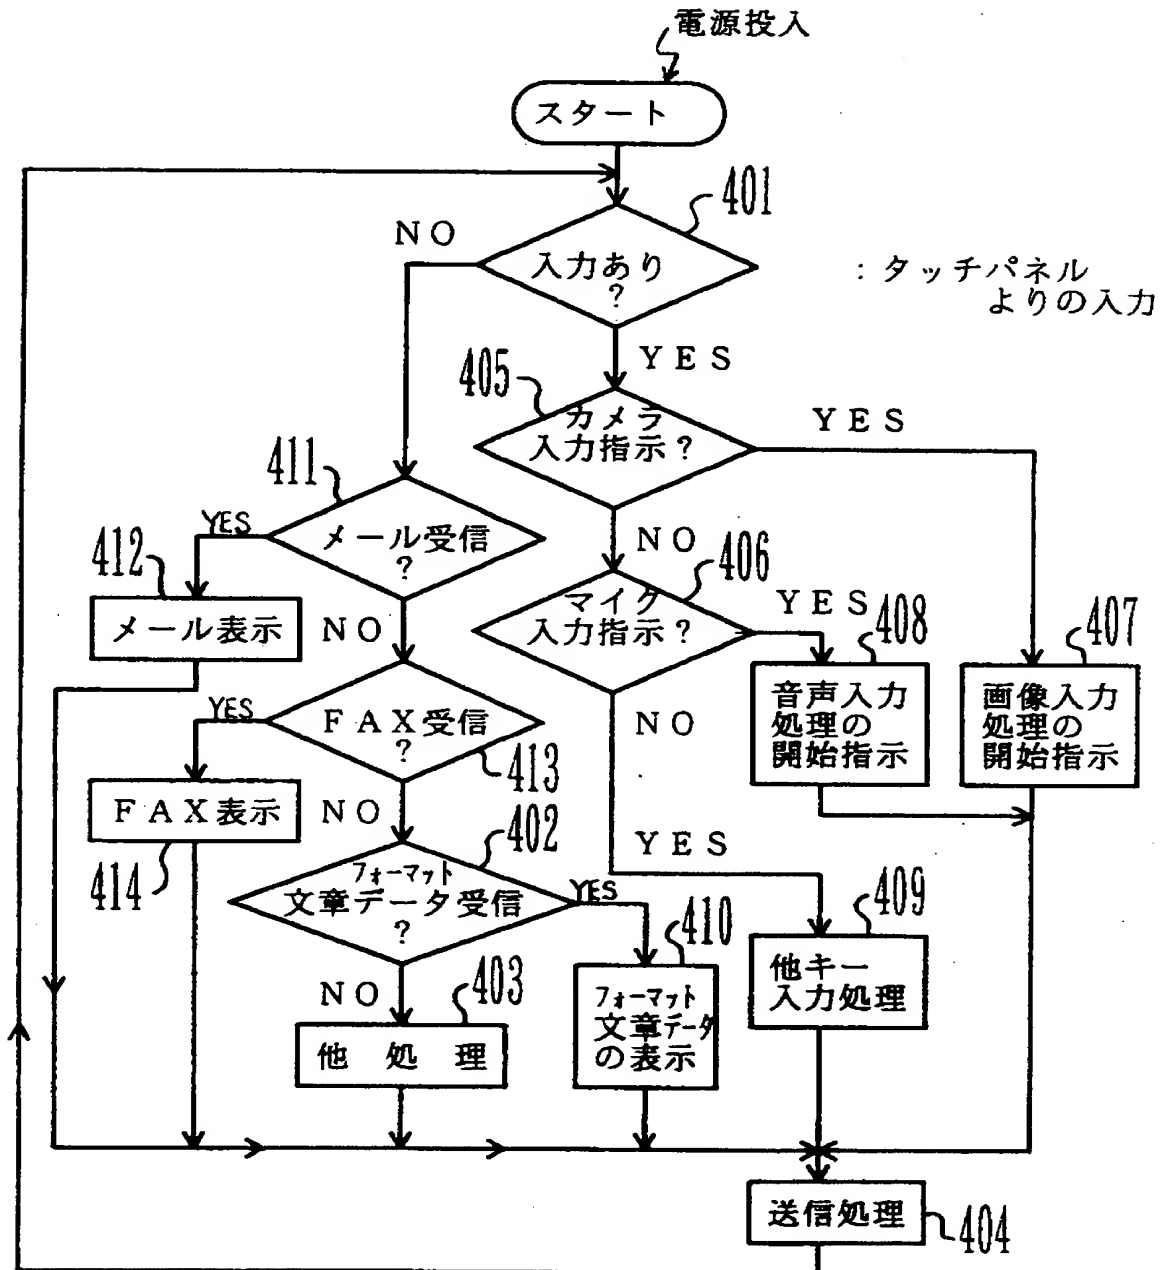 電源投入
スタート
401
NO
入力あり
?
:タッチパネル
よりの入力
YES
405
カメラ
入力指示?
YES
411
YES
メール受信
?
NO
406
412
メール表示
NO
マイク
入力指示?
YES
408
407
音声入力
処理の
開始指示
画像入力
処理の
開始指示
YES
FAX受信
?
413
NO
FAX表示
414
NO
402
YES
フォーマット
文章データ受信
?
YES
410
409
NO
403
他処理
フォーマット
文章データ
の表示
他キー
入力処理
送信処理
404